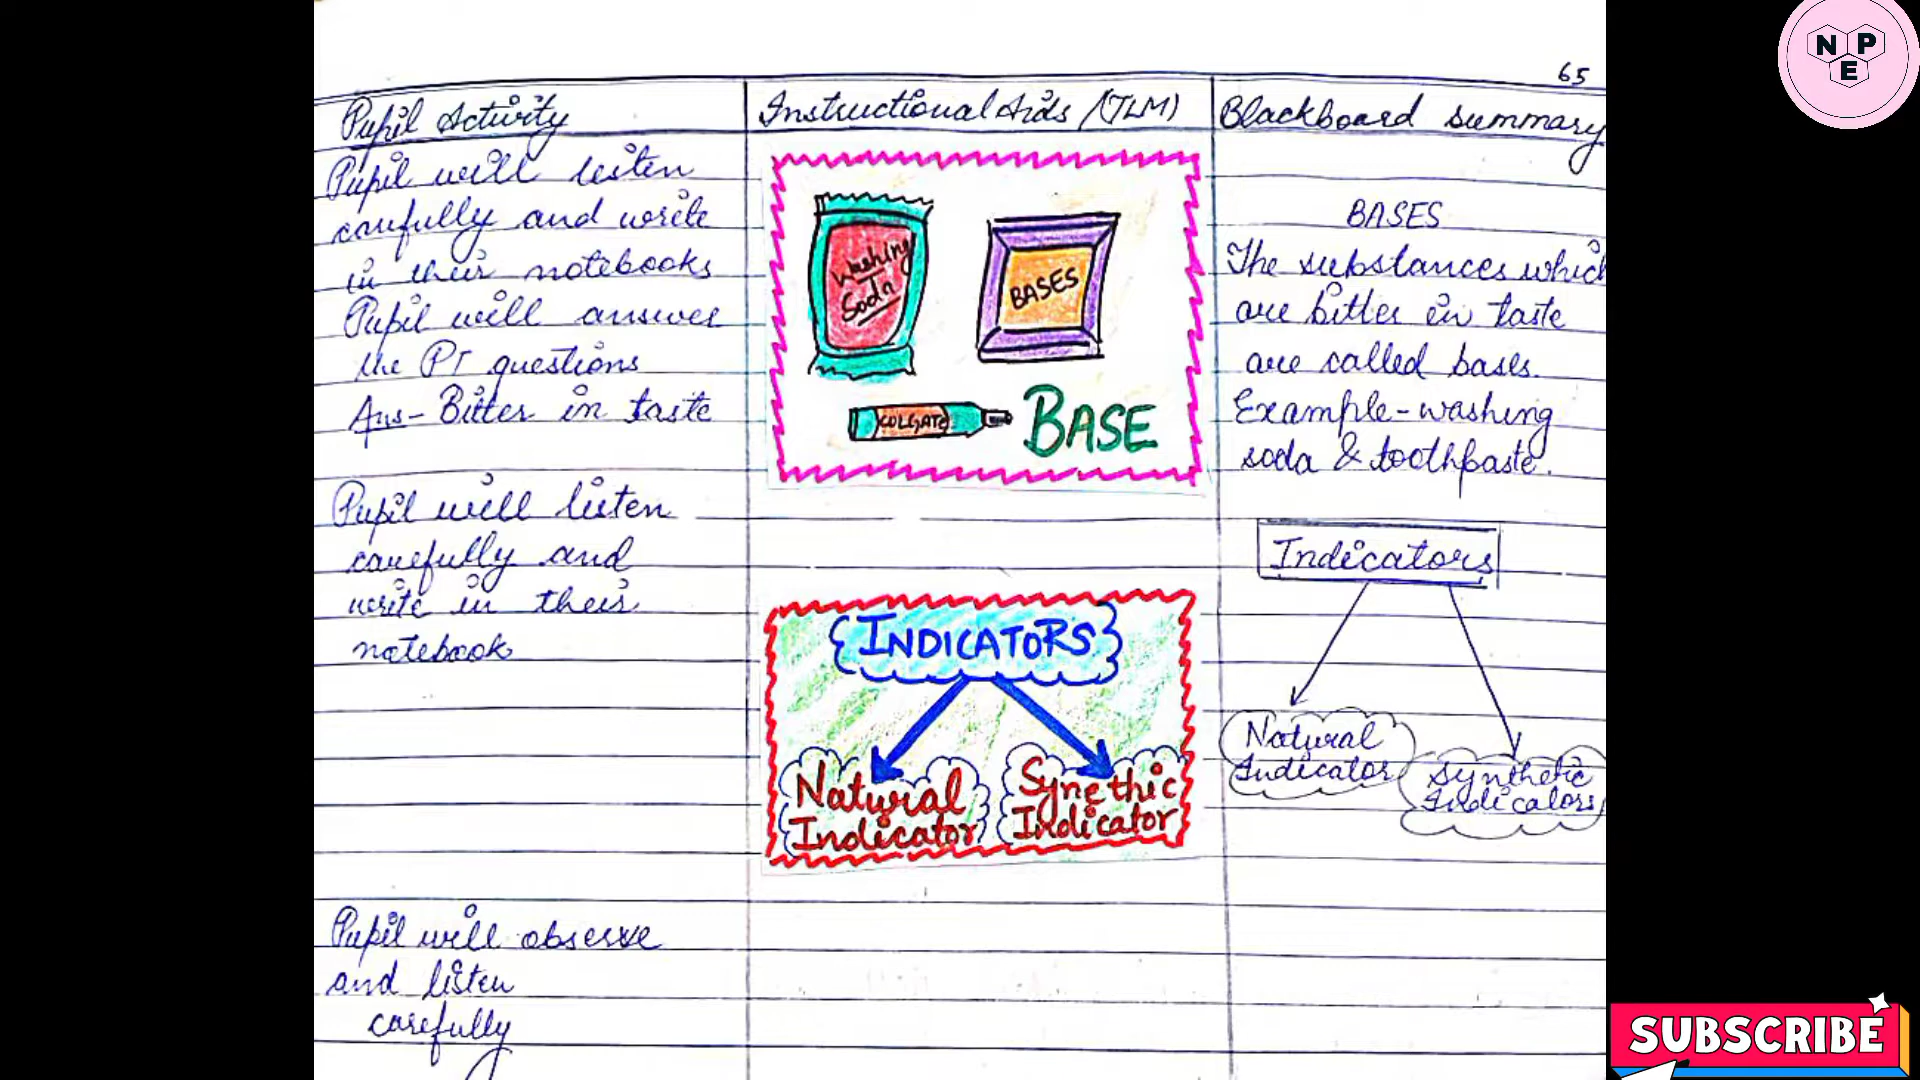 65
Pupil Activity
Pupil will listen
carefully and write
in their notebooks
Pupil will answer
the PT questions
Ans- Bitter in taste
Pupil will listen
carefully and
write in their
notebook
Pupil will observe
and listen
carefully
Instructional Aids (TLM)
Washing
Soda
BASES
COLGATE
BASE
INDICATORS
Natural
Indicator
Synethic
Indicator
Blackboard summary
BASES
The substances which
are bitter in taste
are called bases.
Example-washing
soda & toothpaste.
Indicators
Natural
Indicator
Synthetic
Indicators
N P
E
SUBSCRIBE